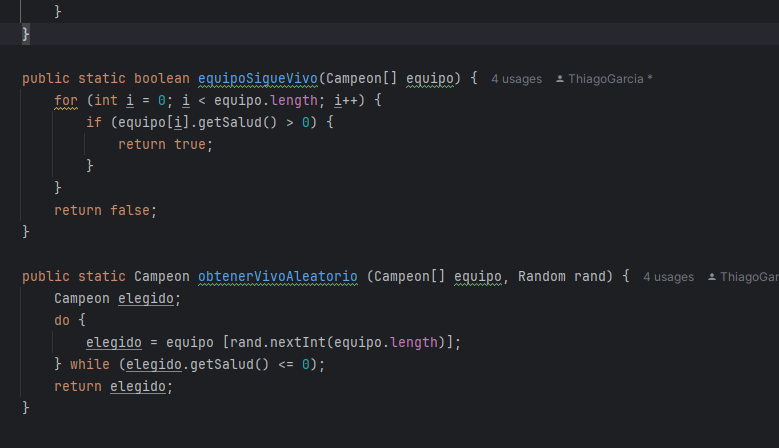 }
}
public static boolean equipoSigueVivo(Campeon[] equipo) { 4 usages ThiagoGarcia *
    for (int i = 0; i < equipo.length; i++) {
        if (equipo[i].getSalud() > 0) {
            return true;
        }
    }
    return false;
}
public static Campeon obtenerVivoAleatorio (Campeon[] equipo, Random rand) { 4 usages ThiagoGar
    Campeon elegido;
    do {
        elegido = equipo [rand.nextInt(equipo.length)];
    } while (elegido.getSalud() <= 0);
    return elegido;
}